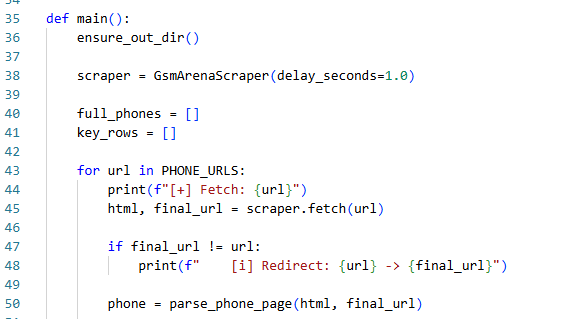 35 def main():
36     ensure_out_dir()
37
38     scraper = GsmArenaScraper(delay_seconds=1.0)
39
40     full_phones = []
41     key_rows = []
42
43     for url in PHONE_URLS:
44         print(f"[+] Fetch: {url}")
45         html, final_url = scraper.fetch(url)
46
47         if final_url != url:
48             print(f"    [i] Redirect: {url} -> {final_url}")
49
50         phone = parse_phone_page(html, final_url)